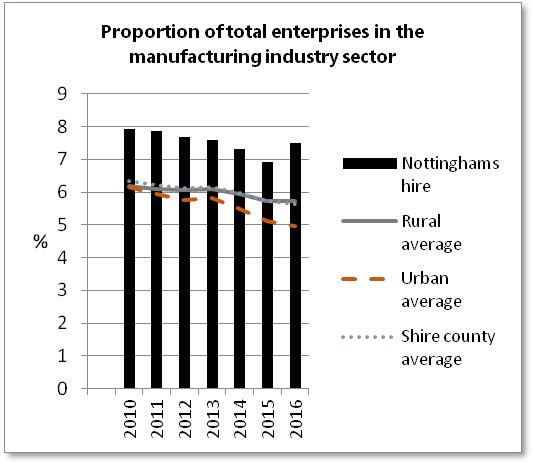 Proportion of total enterprises in the
manufacturing industry sector
9
8
7
6
5
4
3
2
1
0
%
2010
2011
2012
2013
2014
2015
2016
Nottinghams
hire
Rural
average
Urban
average
Shire county
average